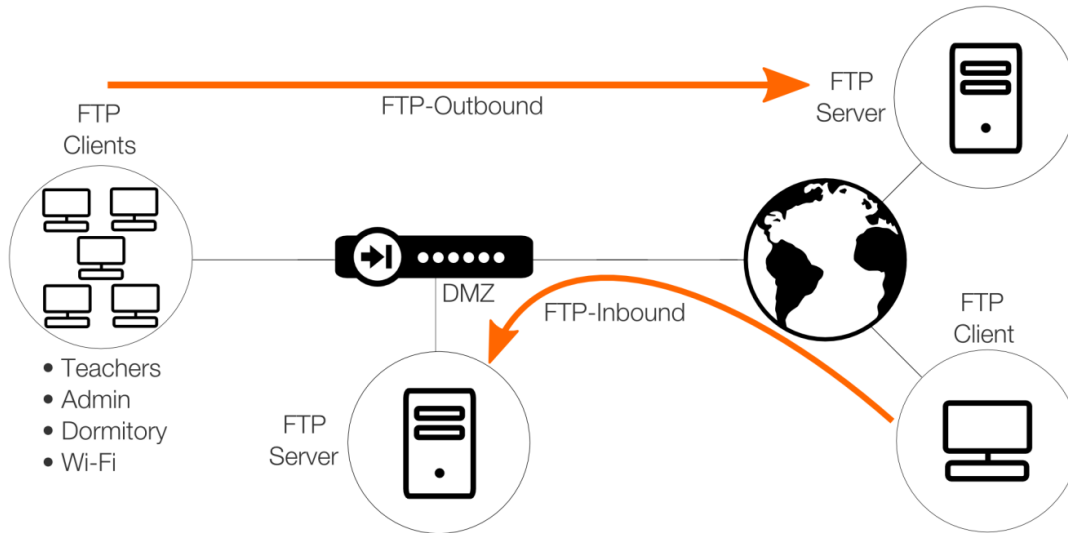 FTP
Clients
• Teachers
• Admin
• Dormitory
• Wi-Fi
FTP-Outbound
FTP
Server
DMZ
FTP-Inbound
FTP
Server
FTP
Client